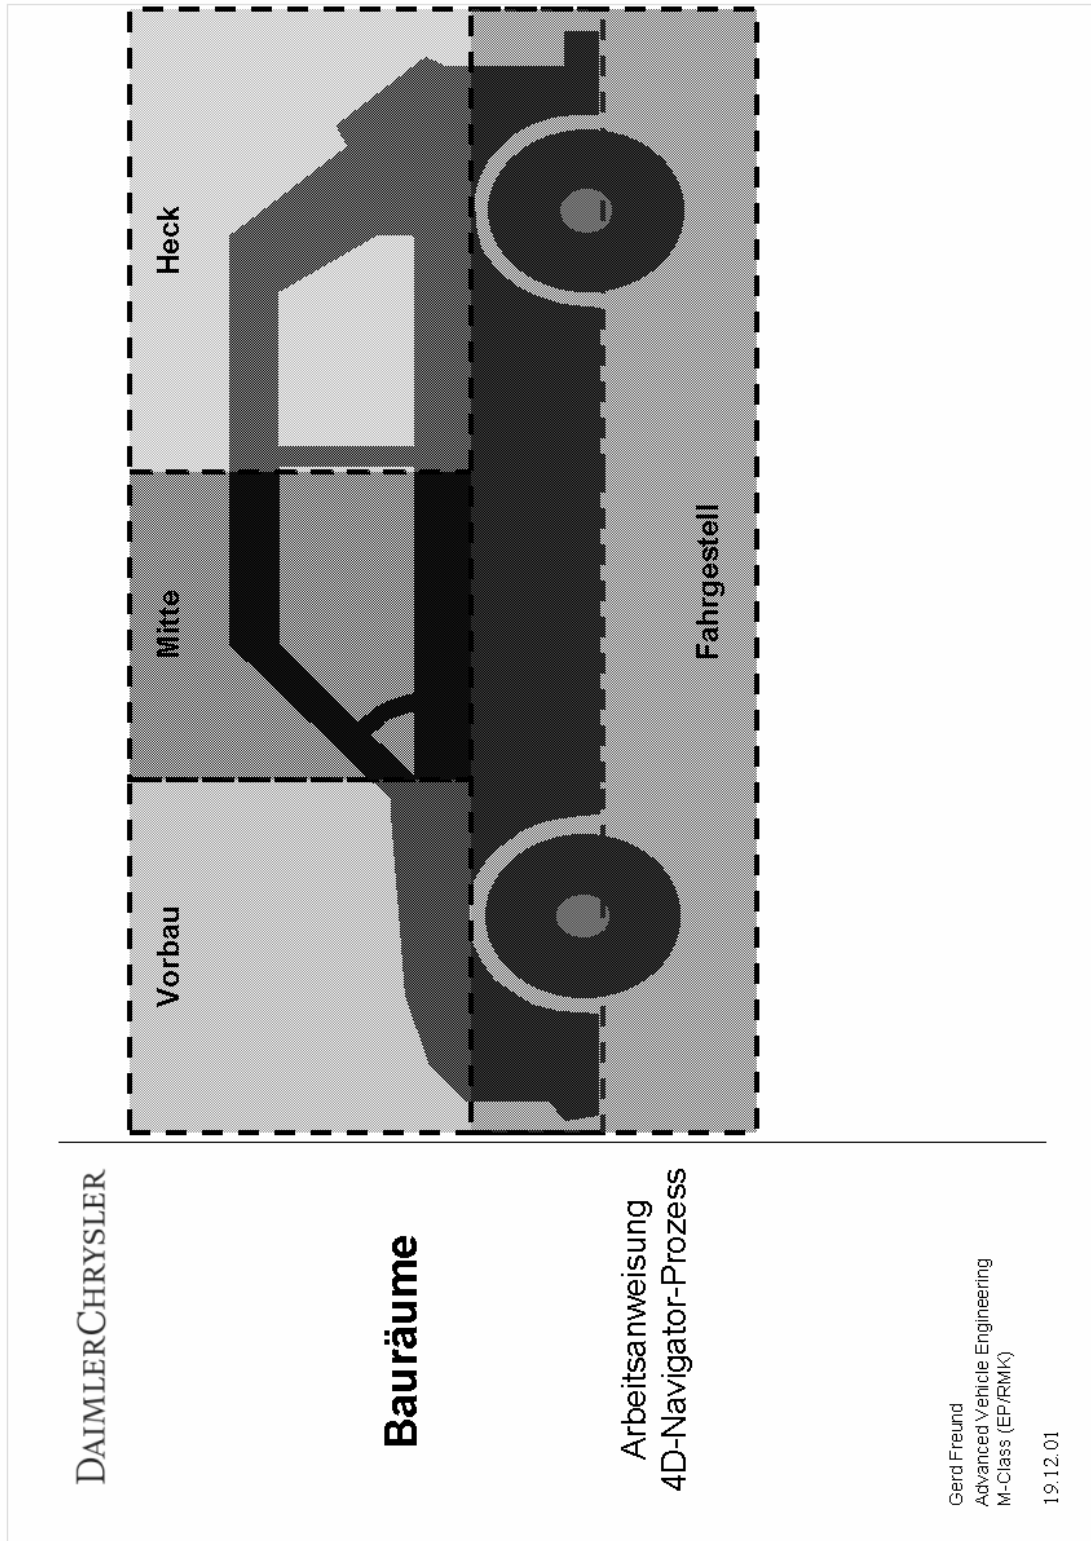 DAIMLERCHRYSLER
Bauräume
Arbeitsanweisung
4D-Navigator-Prozess
Gerd Freund
Advanced Vehicle Engineering
M-Class (EP/RMK)
19.12.01
Vorbau
Mitte
Heck
Fahrgestell